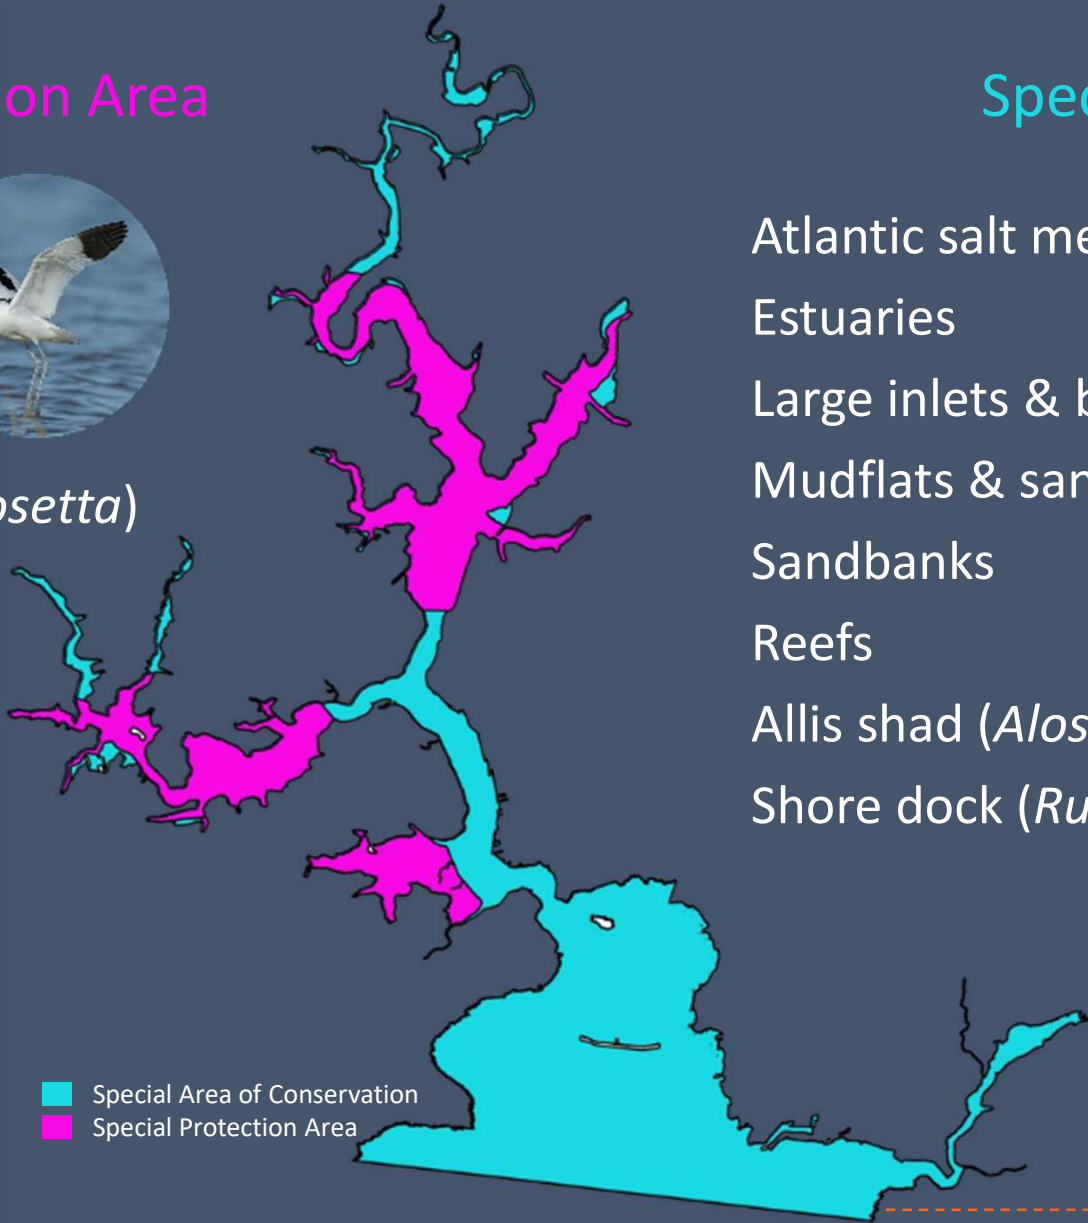 on Area
Spec
Atlantic salt me
Estuaries
Large inlets & b
Mudflats & san
Sandbanks
Reefs
Allis shad (Alos
Shore dock (Ru
osetta)
Special Area of Conservation
Special Protection Area